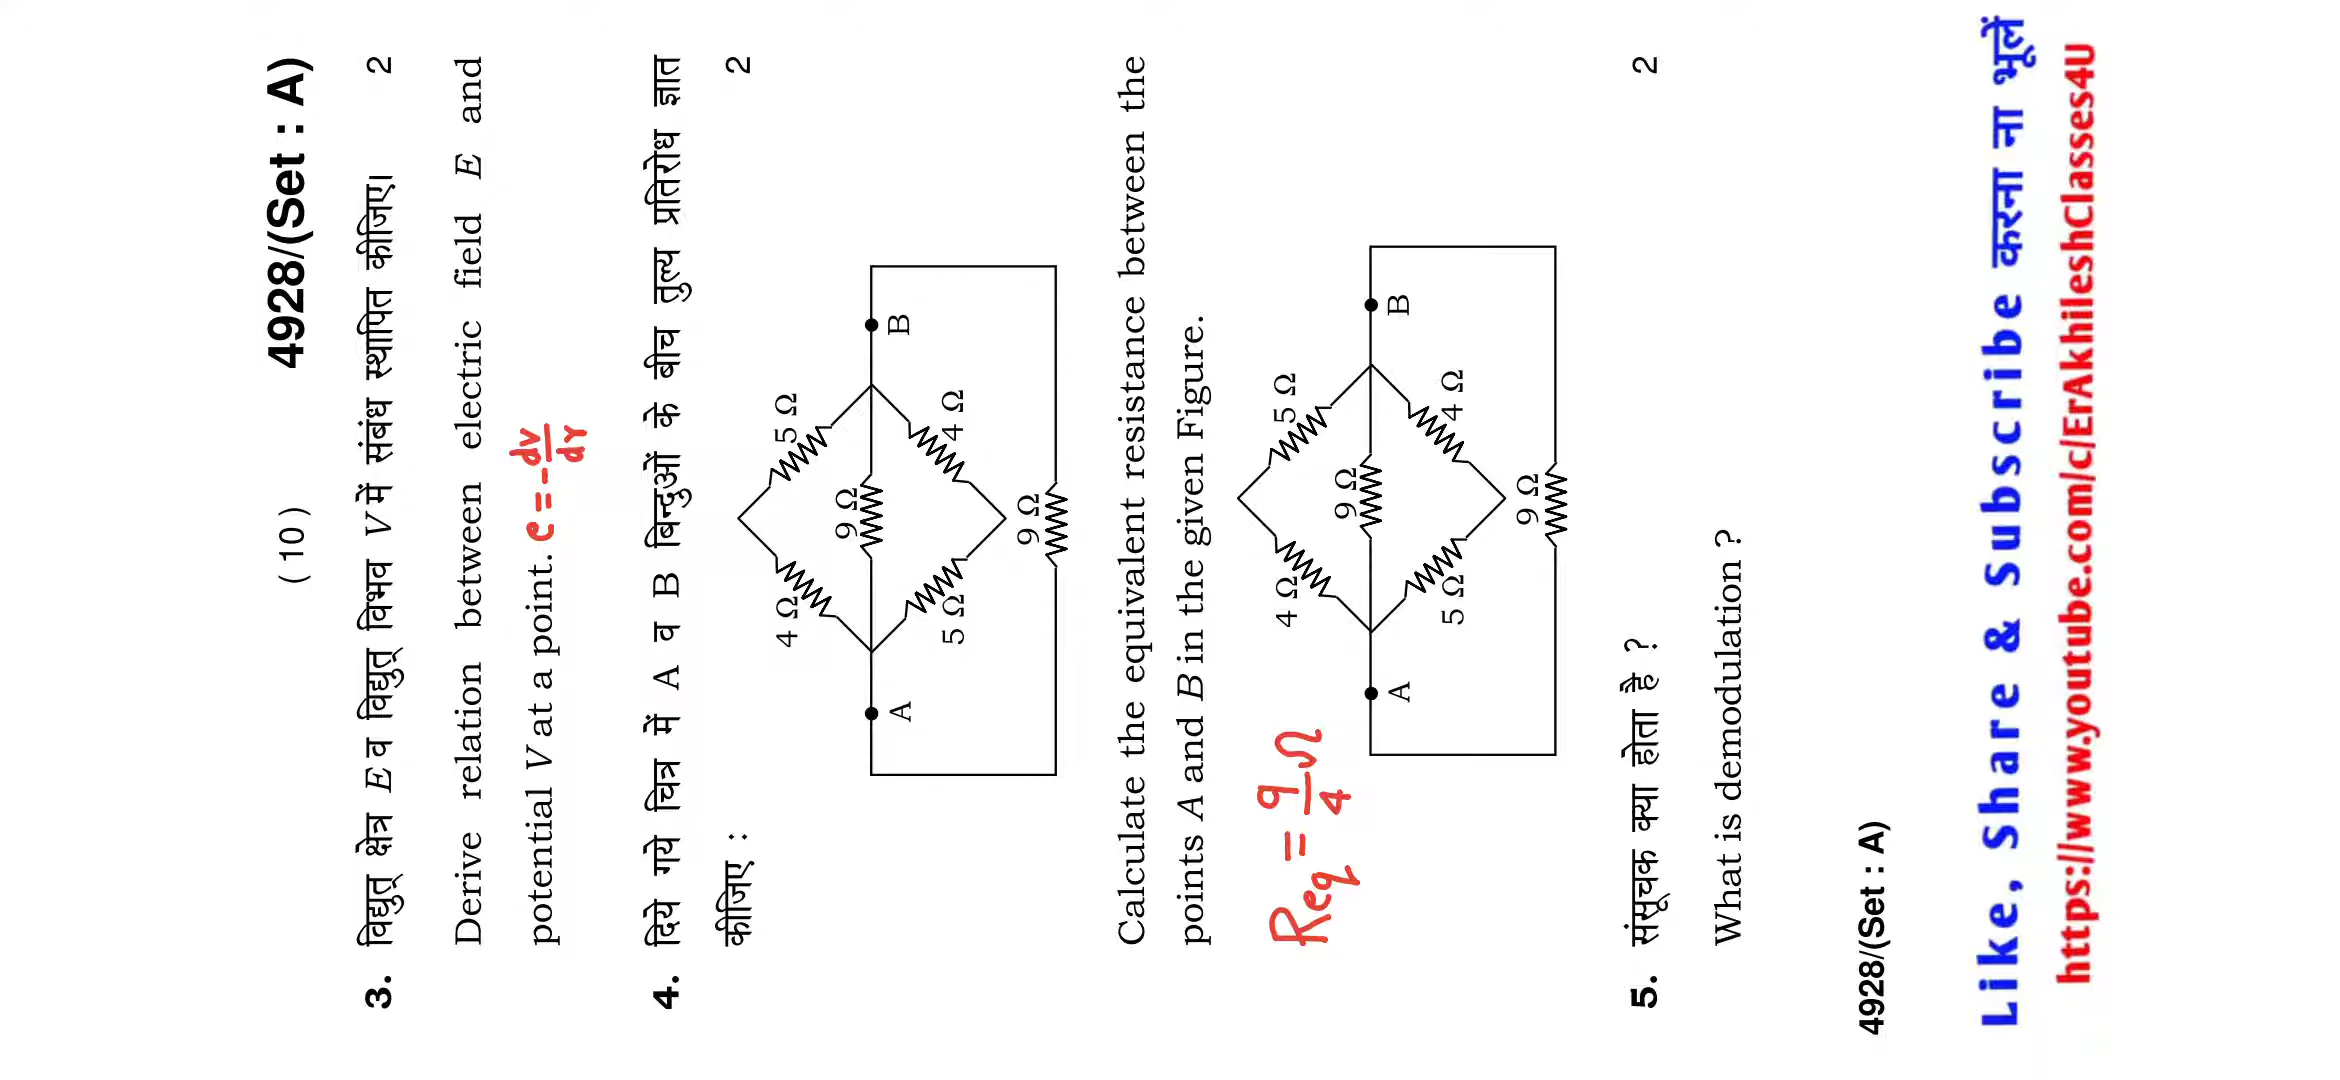 ( 10 ) 4928/(Set : A)
3. विद्युत् क्षेत्र E व विद्युत् विभव V में संबंध स्थापित कीजिए। 2
Derive relation between electric field E and
potential V at a point. e = -dv/dr
4. दिये गये चित्र में A व B बिन्दुओं के बीच तुल्य प्रतिरोध ज्ञात
कीजिए : 2
4 Ω 5 Ω
9 Ω
A B
5 Ω 4 Ω
9 Ω
Calculate the equivalent resistance between the
points A and B in the given Figure.
4 Ω 5 Ω
9 Ω
Req = 9/4 Ω
A B
5 Ω 4 Ω
9 Ω
5. संसूचक क्या होता है ? 2
What is demodulation ?
4928/(Set : A)
Like, Share & Subscribe करना ना भूलें
https://www.youtube.com/c/ErAkhileshClasses4U